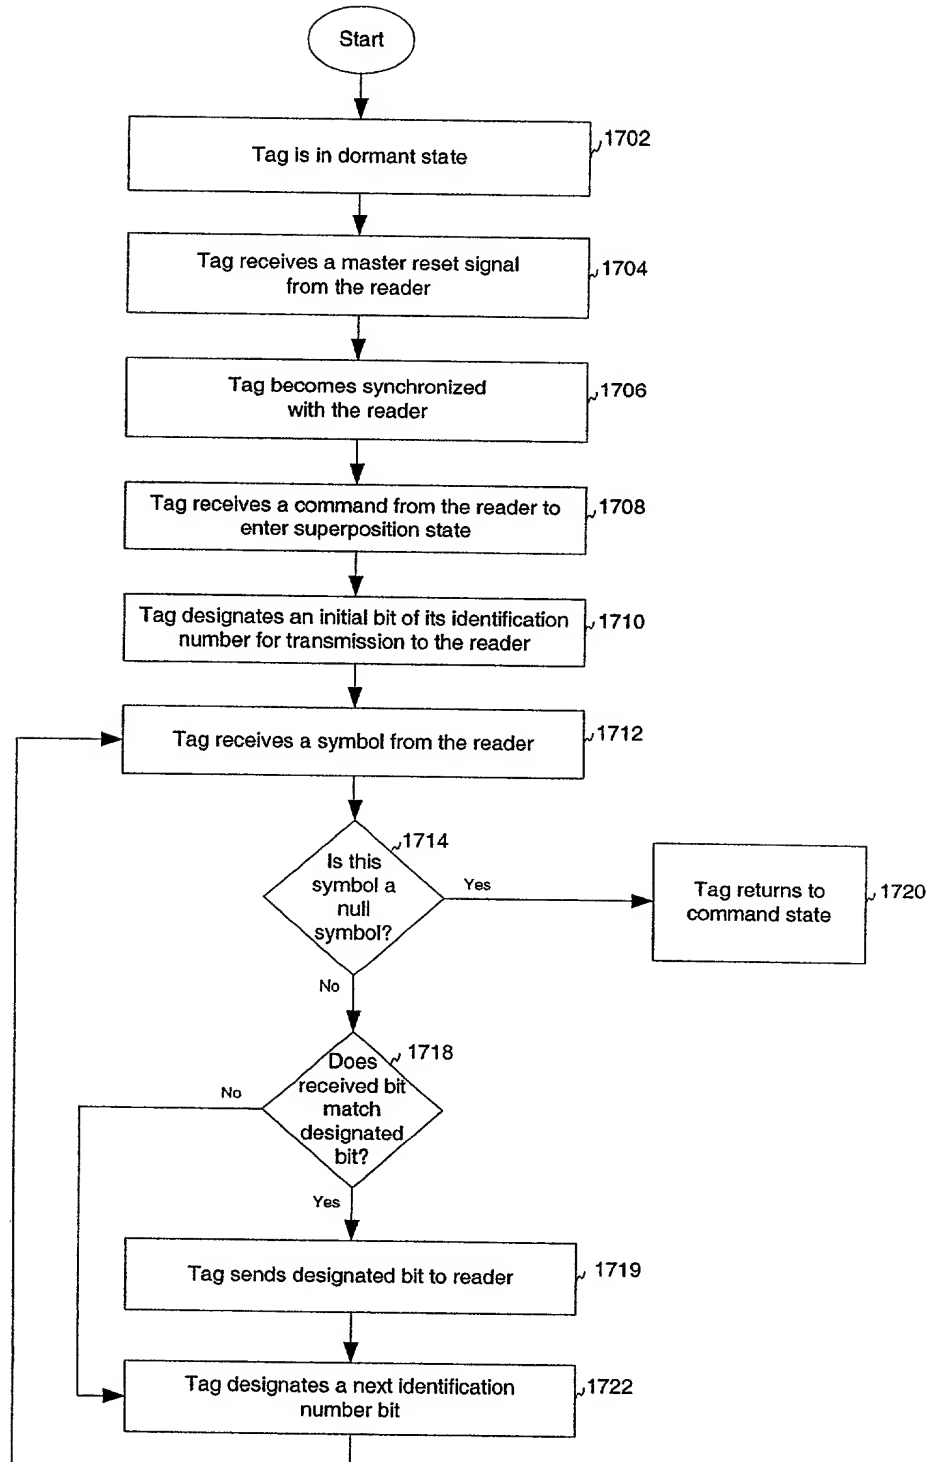 Start
Tag is in dormant state
1702
Tag receives a master reset signal
from the reader
1704
Tag becomes synchronized
with the reader
1706
Tag receives a command from the reader to
enter superposition state
1708
Tag designates an initial bit of its identification
number for transmission to the reader
1710
Tag receives a symbol from the reader
1712
1714
Is this
symbol a
null
symbol?
Yes
Tag returns to
command state
1720
No
1718
Does
received bit
match
designated
bit?
No
Yes
Tag sends designated bit to reader
1719
Tag designates a next identification
number bit
1722